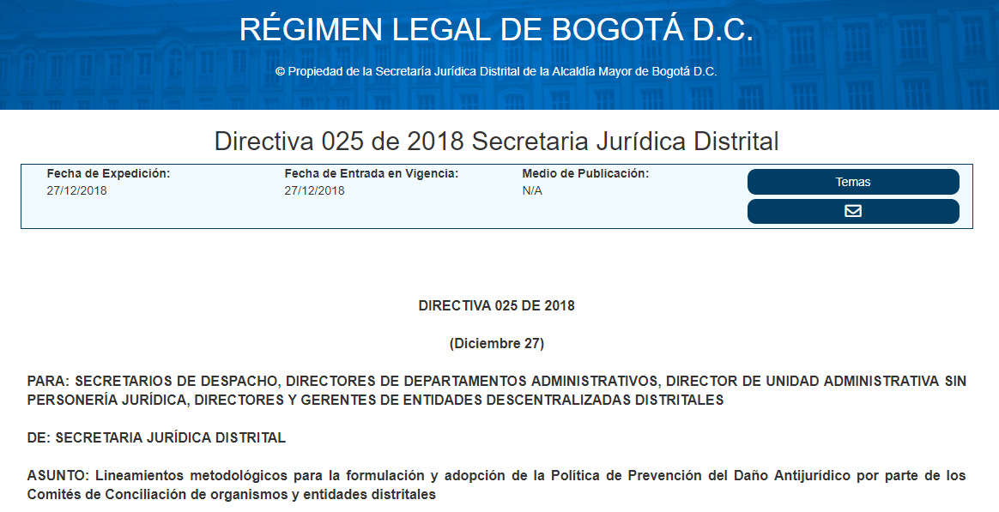 RÉGIMEN LEGAL DE BOGOTÁ D.C.
© Propiedad de la Secretaría Jurídica Distrital de la Alcaldía Mayor de Bogotá D.C.
Directiva 025 de 2018 Secretaria Jurídica Distrital
Fecha de Expedición: Fecha de Entrada en Vigencia: Medio de Publicación:
27/12/2018 27/12/2018 N/A
Temas
DIRECTIVA 025 DE 2018
(Diciembre 27)
PARA: SECRETARIOS DE DESPACHO, DIRECTORES DE DEPARTAMENTOS ADMINISTRATIVOS, DIRECTOR DE UNIDAD ADMINISTRATIVA SIN
PERSONERÍA JURÍDICA, DIRECTORES Y GERENTES DE ENTIDADES DESCENTRALIZADAS DISTRITALES
DE: SECRETARIA JURÍDICA DISTRITAL
ASUNTO: Lineamientos metodológicos para la formulación y adopción de la Política de Prevención del Daño Antijurídico por parte de los
Comités de Conciliación de organismos y entidades distritales